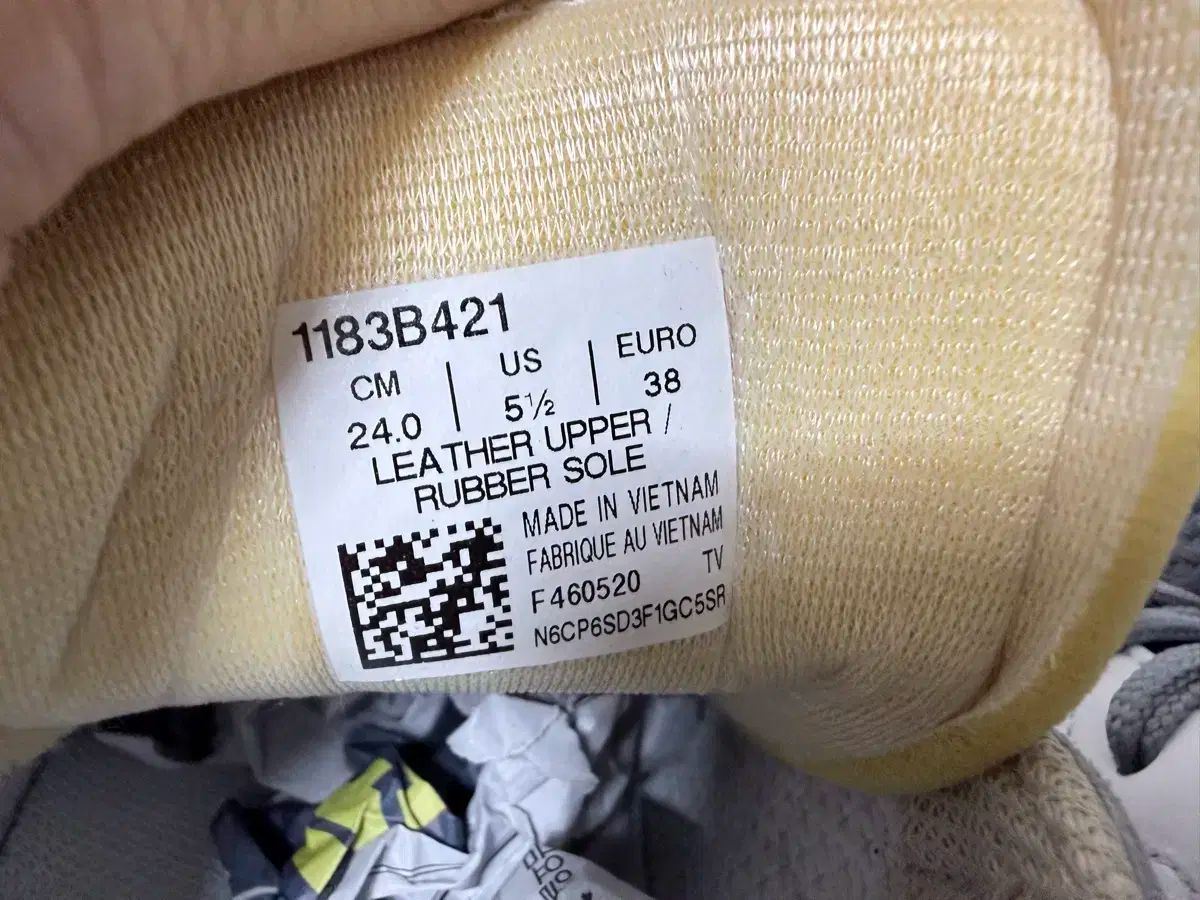 1183B421
CM | US | EURO
24.0 | 5½ | 38
LEATHER UPPER /
RUBBER SOLE
MADE IN VIETNAM
FABRIQUE AU VIETNAM
TV
F460520
N6CP6SD3F1GC5SR